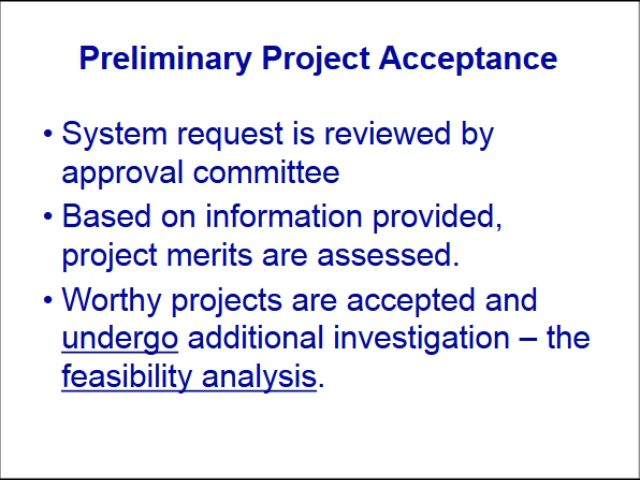 Preliminary Project Acceptance
• System request is reviewed by
approval committee
• Based on information provided,
project merits are assessed.
• Worthy projects are accepted and
undergo additional investigation – the
feasibility analysis.